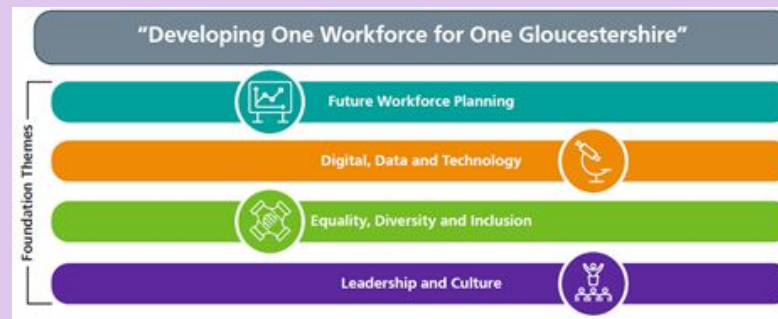 “Developing One Workforce for One Gloucestershire”
Foundation Themes
Future Workforce Planning
Digital, Data and Technology
Equality, Diversity and Inclusion
Leadership and Culture